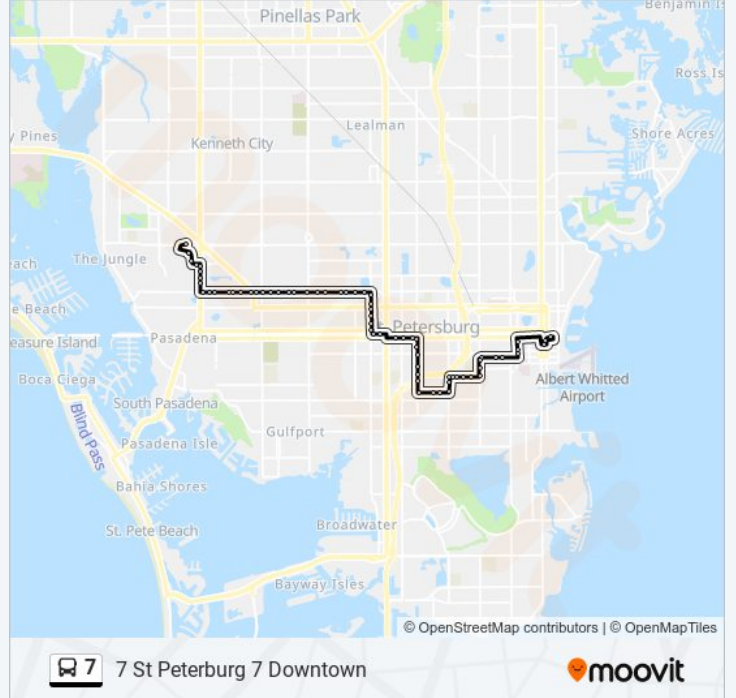 Benjamin Is
Pinellas Park
Ross Is
Lealman
Shore Acres
y Pines
Kenneth City
The Jungle
each
e Beach
Petersburg
Pasadena
easure Island
Boca Ciega
Albert Whitted
Airport
South Pasadena
Blind Pass
Gulfport
Pasadena Isle
Bahia Shores
St. Pete Beach
Broadwater
Bayway Isles
© OpenStreetMap contributors | © OpenMapTiles
7 7 St Peterburg 7 Downtown
moovit